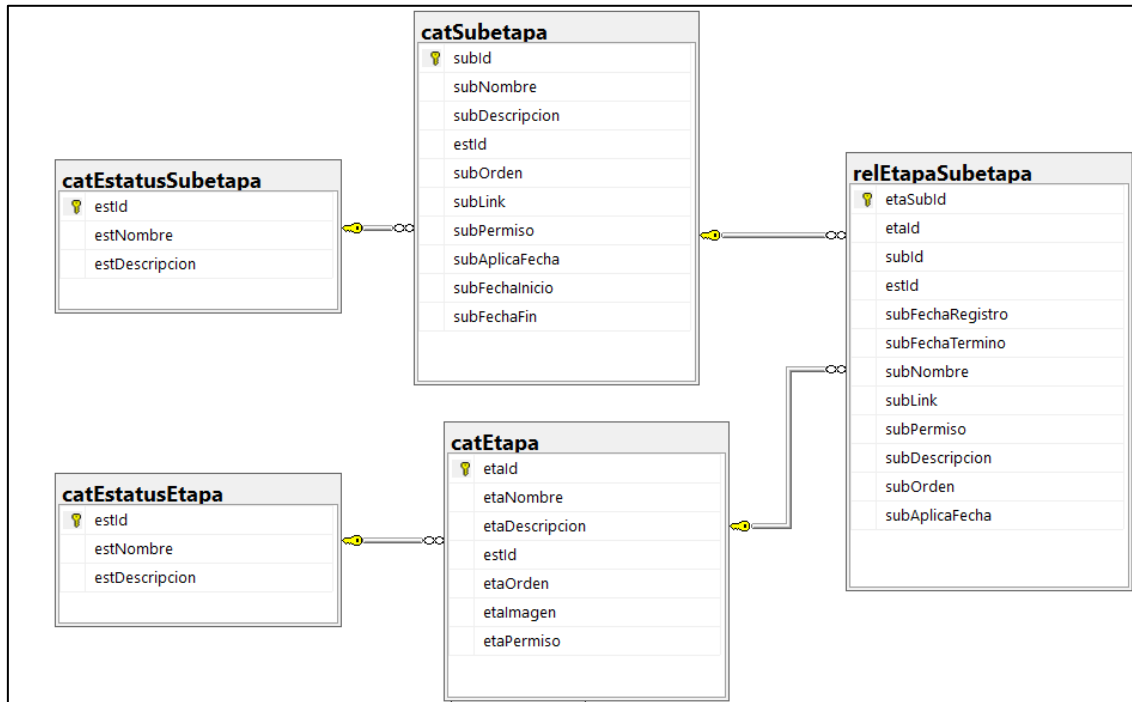 catSubetapa
subId
subNombre
subDescripcion
estId
subOrden
subLink
subPermiso
subAplicaFecha
subFechaInicio
subFechaFin
catEstatusSubetapa
estId
estNombre
estDescripcion
relEtapaSubetapa
etaSubId
etaId
subId
estId
subFechaRegistro
subFechaTermino
subNombre
subLink
subPermiso
subDescripcion
subOrden
subAplicaFecha
catEtapa
etaId
etaNombre
etaDescripcion
estId
etaOrden
etaImagen
etaPermiso
catEstatusEtapa
estId
estNombre
estDescripcion